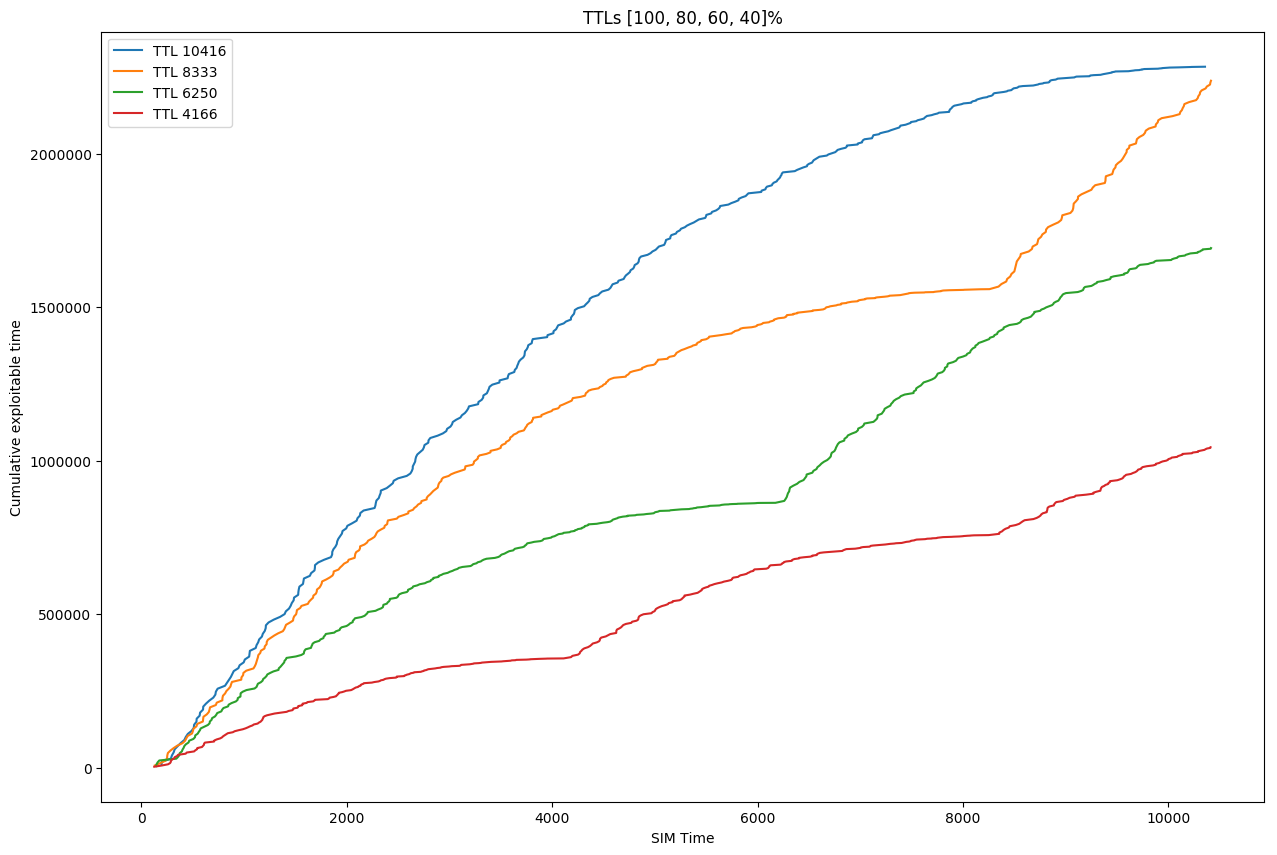 TTLs [100, 80, 60, 40]%
TTL 10416
TTL 8333
TTL 6250
TTL 4166
Cumulative exploitable time
2000000
1500000
1000000
500000
0
0 2000 4000 6000 8000 10000
SIM Time